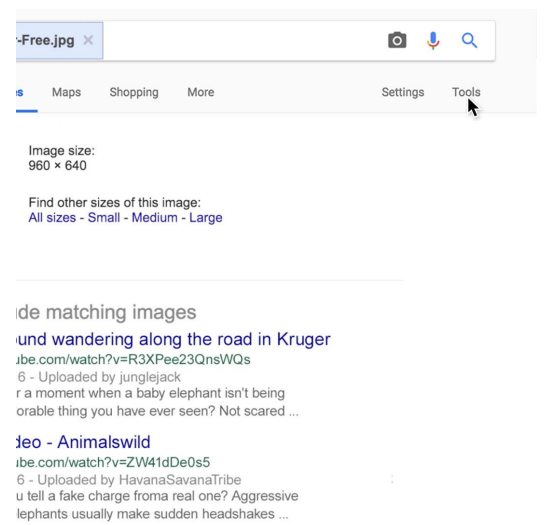 -Free.jpg ×
es Maps Shopping More Settings Tools
Image size:
960 × 640
Find other sizes of this image:
All sizes - Small - Medium - Large
de matching images
ound wandering along the road in Kruger
ube.com/watch?v=R3XPee23QnsWQs
6 - Uploaded by junglejack
r a moment when a baby elephant isn't being
orable thing you have ever seen? Not scared ...
deo - Animalswild
ube.com/watch?v=ZW41dDe0s5
6 - Uploaded by HavanaSavanaTribe
u tell a fake charge froma real one? Aggressive
lephants usually make sudden headshakes ...